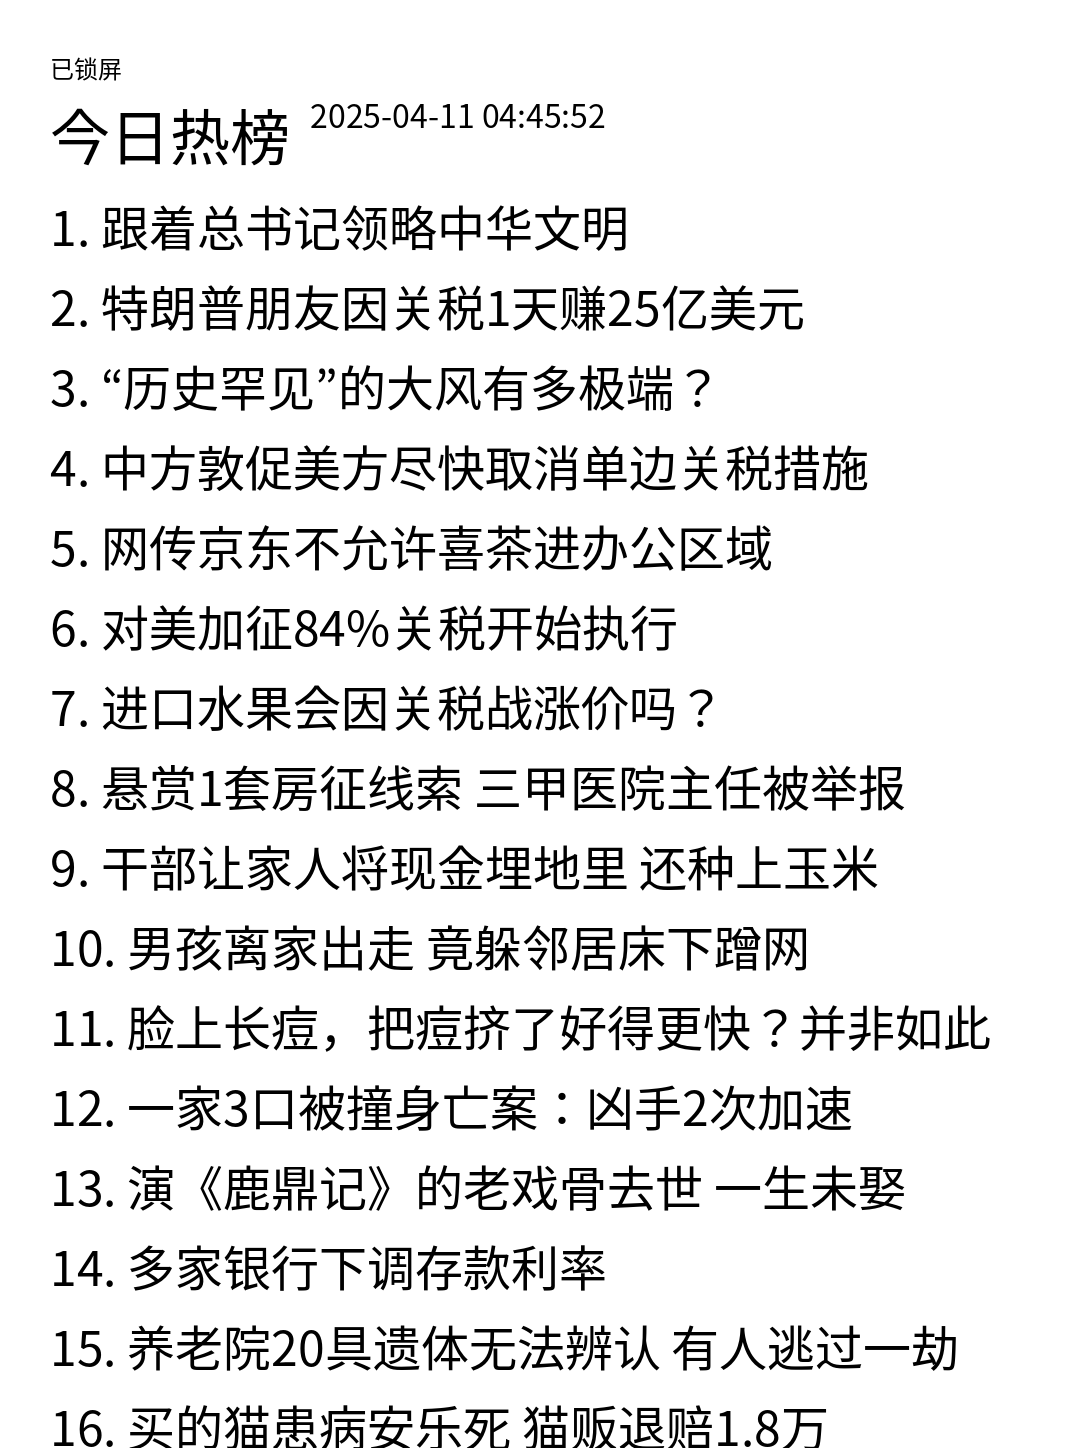 已锁屏
今日热榜 2025-04-11 04:45:52
1. 跟着总书记领略中华文明
2. 特朗普朋友因关税1天赚25亿美元
3. “历史罕见”的大风有多极端？
4. 中方敦促美方尽快取消单边关税措施
5. 网传京东不允许喜茶进办公区域
6. 对美加征84%关税开始执行
7. 进口水果会因关税战涨价吗？
8. 悬赏1套房征线索 三甲医院主任被举报
9. 干部让家人将现金埋地里 还种上玉米
10. 男孩离家出走 竟躲邻居床下蹭网
11. 脸上长痘，把痘挤了好得更快？并非如此
12. 一家3口被撞身亡案：凶手2次加速
13. 演《鹿鼎记》的老戏骨去世 一生未娶
14. 多家银行下调存款利率
15. 养老院20具遗体无法辨认 有人逃过一劫
16. 买的猫患病安乐死 猫贩退赔1.8万